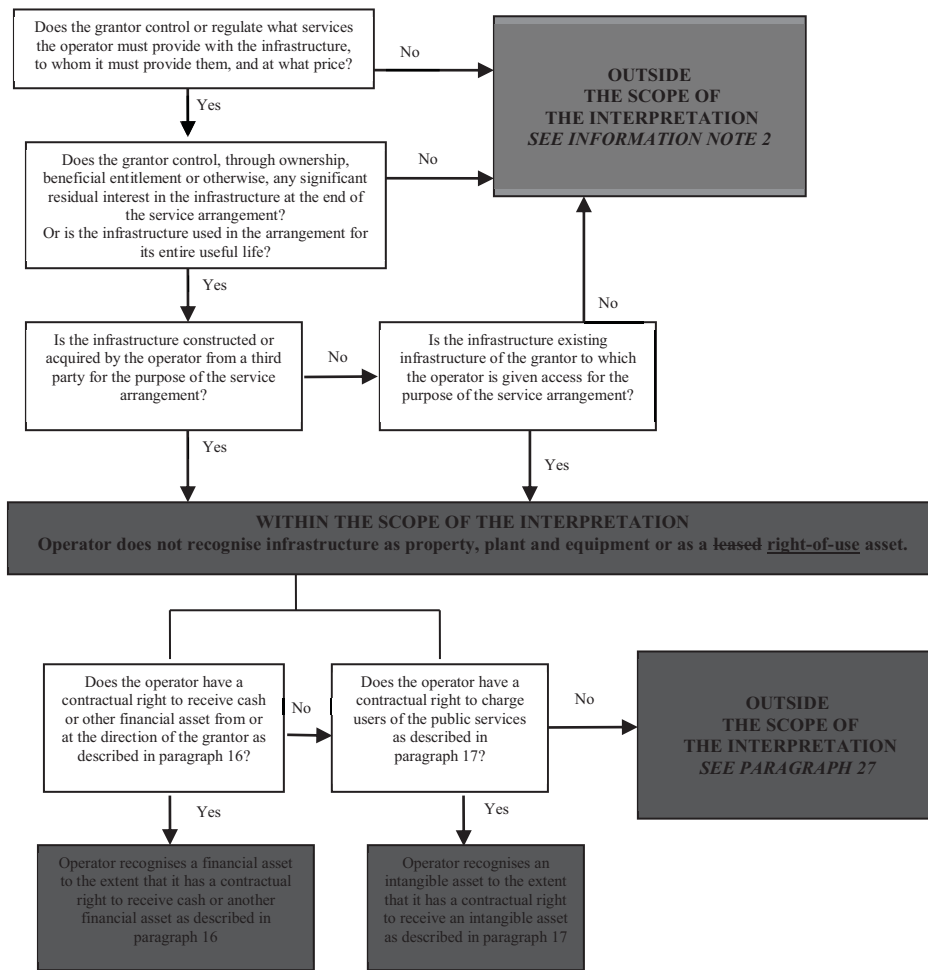 Does the grantor control or regulate what services
the operator must provide with the infrastructure,
to whom it must provide them, and at what price?
No
OUTSIDE
THE SCOPE OF
THE INTERPRETATION
SEE INFORMATION NOTE 2
Yes
Does the grantor control, through ownership,
beneficial entitlement or otherwise, any significant
residual interest in the infrastructure at the end of
the service arrangement?
Or is the infrastructure used in the arrangement for
its entire useful life?
No
Yes
No
Is the infrastructure constructed or
acquired by the operator from a third
party for the purpose of the service
arrangement?
No
Is the infrastructure existing
infrastructure of the grantor to which
the operator is given access for the
purpose of the service arrangement?
Yes
Yes
WITHIN THE SCOPE OF THE INTERPRETATION
Operator does not recognise infrastructure as property, plant and equipment or as a leased right-of-use asset.
Does the operator have a
contractual right to receive cash
or other financial asset from or
at the direction of the grantor as
described in paragraph 16?
No
Does the operator have a
contractual right to charge
users of the public services
as described in
paragraph 17?
No
OUTSIDE
THE SCOPE OF
THE INTERPRETATION
SEE PARAGRAPH 27
Yes
Yes
Operator recognises a financial asset
to the extent that it has a contractual
right to receive cash or another
financial asset as described in
paragraph 16
Operator recognises an
intangible asset to the extent
that it has a contractual right
to receive an intangible asset
as described in paragraph 17